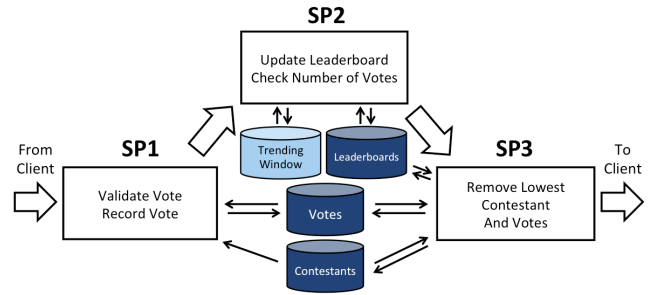 SP2
Update Leaderboard
Check Number of Votes
From
Client
SP1
Validate Vote
Record Vote
Trending
Window
Leaderboards
Votes
Contestants
SP3
Remove Lowest
Contestant
And Votes
To
Client